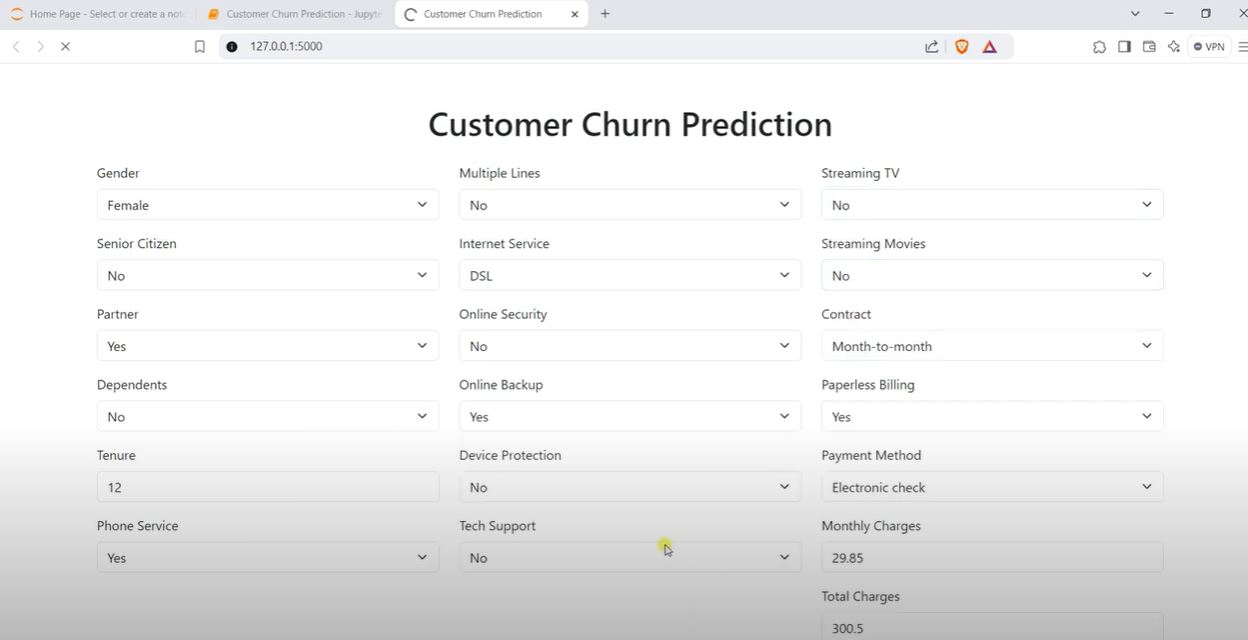 Home Page - Select or create a not
Customer Churn Prediction - Jupyte
Customer Churn Prediction
127.0.0.1:5000
VPN
Customer Churn Prediction
Gender
Female
Senior Citizen
No
Partner
Yes
Dependents
No
Tenure
12
Phone Service
Yes
Multiple Lines
No
Internet Service
DSL
Online Security
No
Online Backup
Yes
Device Protection
No
Tech Support
No
Streaming TV
No
Streaming Movies
No
Contract
Month-to-month
Paperless Billing
Yes
Payment Method
Electronic check
Monthly Charges
29.85
Total Charges
300.5